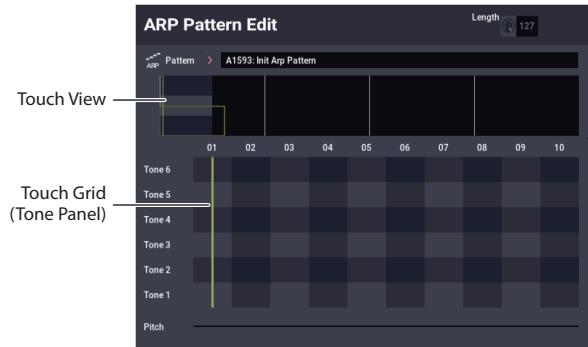 ARP Pattern Edit
Length
127
ARP
Pattern > A1593: Init Arp Pattern
Touch View
01 02 03 04 05 06 07 08 09 10
Tone 6
Tone 5
Touch Grid
(Tone Panel)
Tone 4
Tone 3
Tone 2
Tone 1
Pitch